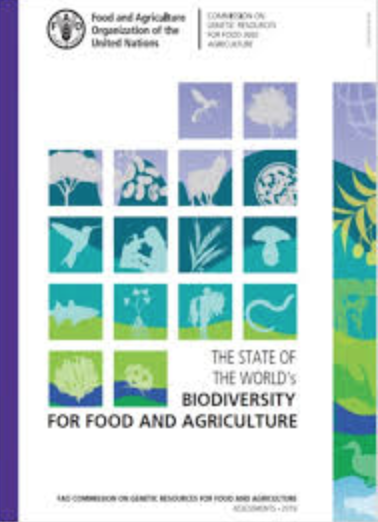 Food and Agriculture
Organization of the
United Nations
COMMISSION ON
GENETIC RESOURCES
FOR FOOD AND
AGRICULTURE
THE STATE OF
THE WORLD's
BIODIVERSITY
FOR FOOD AND AGRICULTURE
FAO COMMISSION ON GENETIC RESOURCES FOR FOOD AND AGRICULTURE
ASSESSMENTS • 2019